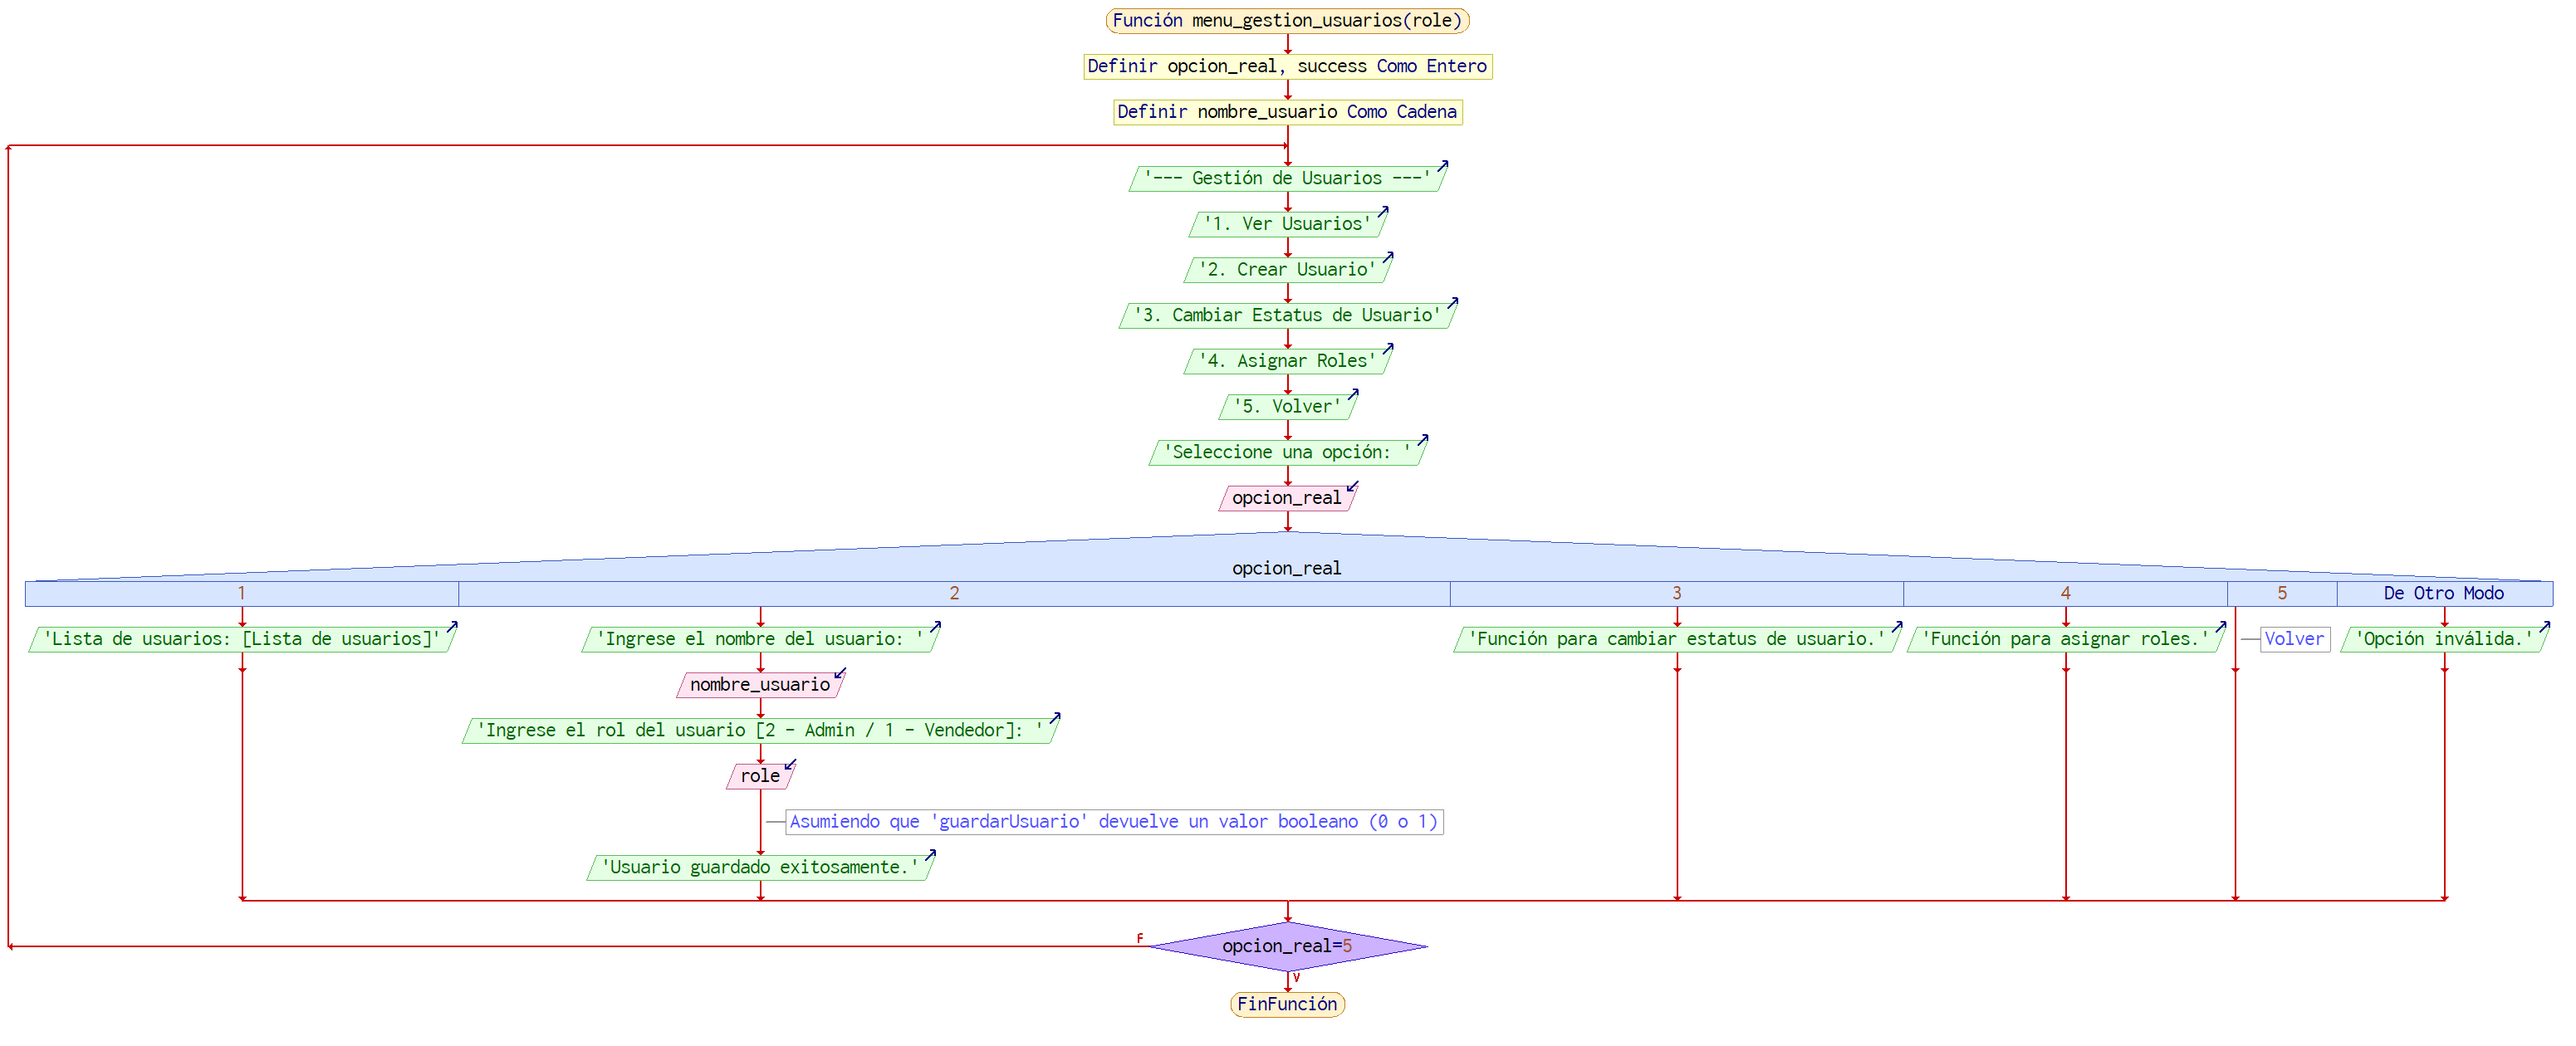 Función menu_gestion_usuarios(role)
Definir opcion_real, success Como Entero
Definir nombre_usuario Como Cadena
'--- Gestión de Usuarios ---'
'1. Ver Usuarios'
'2. Crear Usuario'
'3. Cambiar Estatus de Usuario'
'4. Asignar Roles'
'5. Volver'
'Seleccione una opción: '
opcion_real
opcion_real
1
2
3
4
5
De Otro Modo
'Lista de usuarios: [Lista de usuarios]'
'Ingrese el nombre del usuario: '
'Función para cambiar estatus de usuario.'
'Función para asignar roles.'
Volver
'Opción inválida.'
nombre_usuario
'Ingrese el rol del usuario [2 - Admin / 1 - Vendedor]: '
role
Asumiendo que 'guardarUsuario' devuelve un valor booleano (0 o 1)
'Usuario guardado exitosamente.'
F
opcion_real=5
V
FinFunción